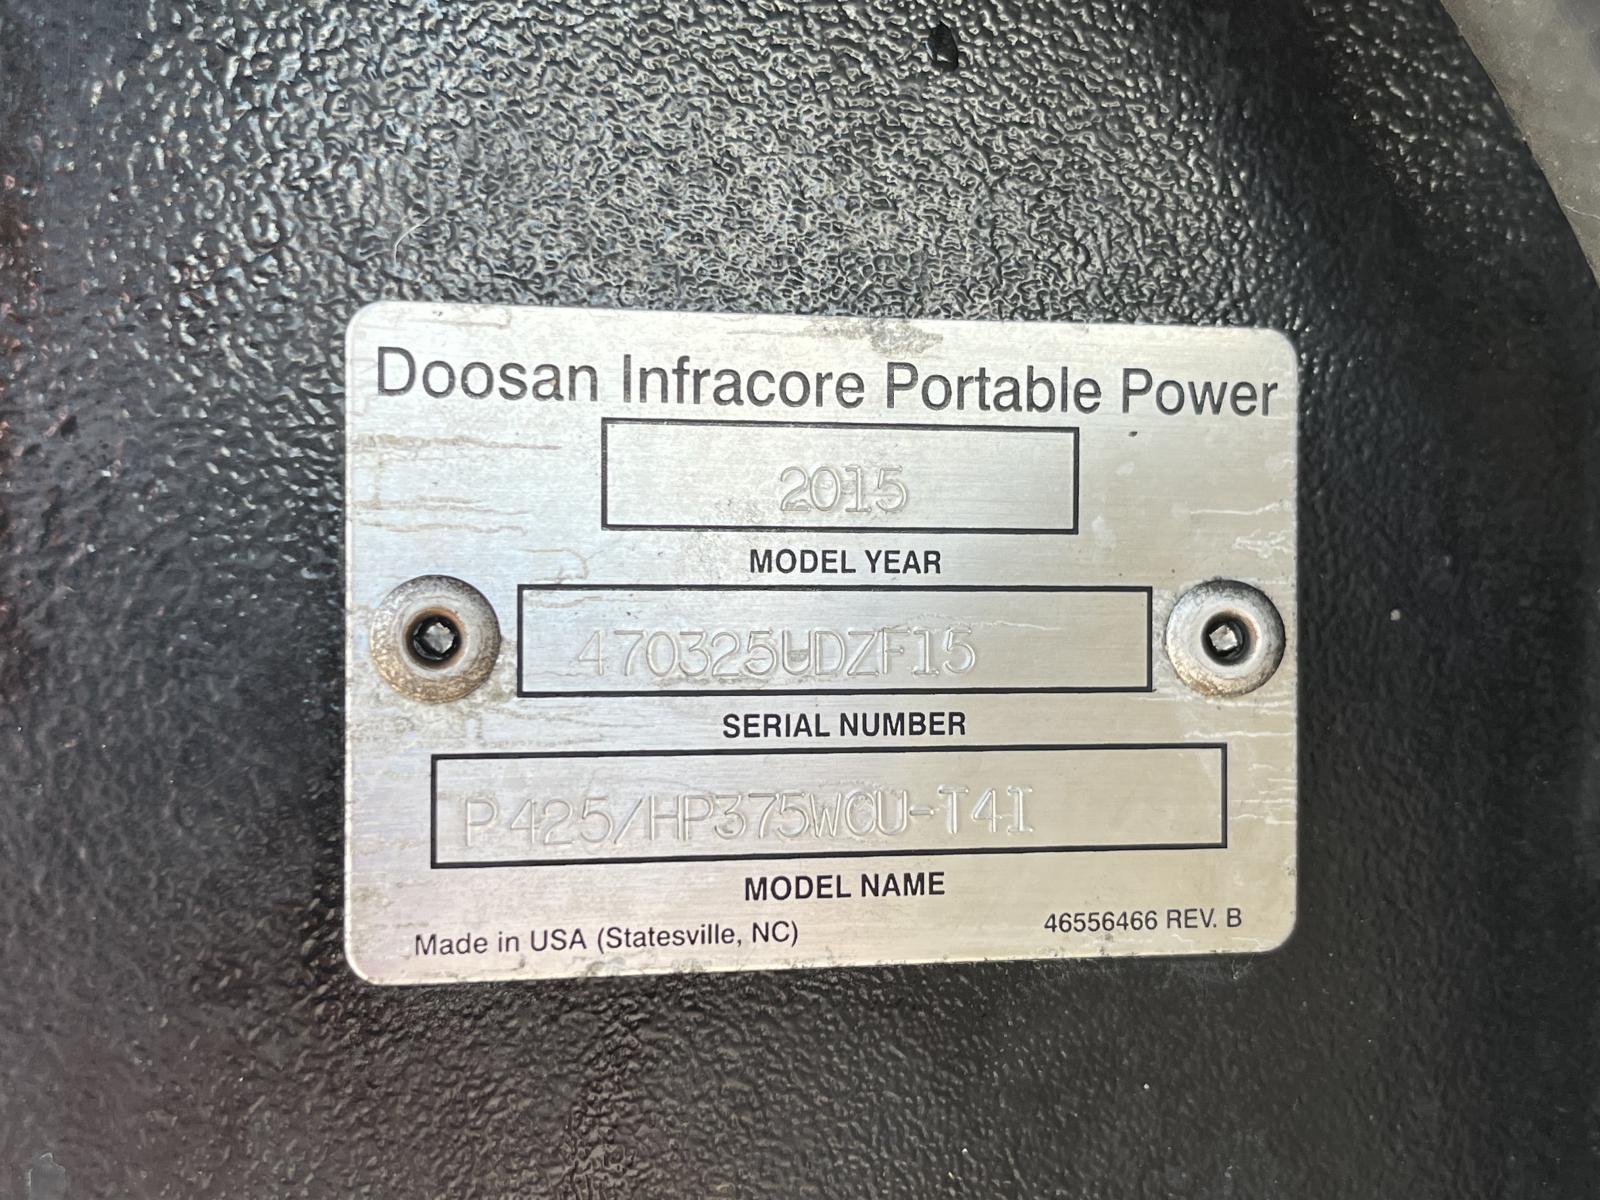 Doosan Infracore Portable Power
2015
MODEL YEAR
470325UDZF15
SERIAL NUMBER
P425/HP375WCU-T4I
MODEL NAME
Made in USA (Statesville, NC)
46556466 REV. B